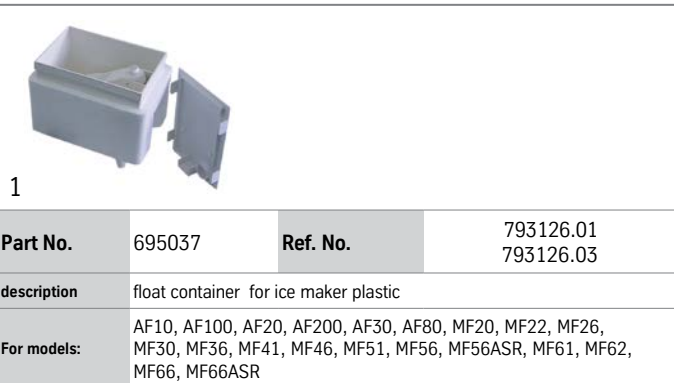 1
Part No. 695037 Ref. No. 793126.01
793126.03
description float container for ice maker plastic
For models: AF10, AF100, AF20, AF200, AF30, AF80, MF20, MF22, MF26,
MF30, MF36, MF41, MF46, MF51, MF56, MF56ASR, MF61, MF62,
MF66, MF66ASR